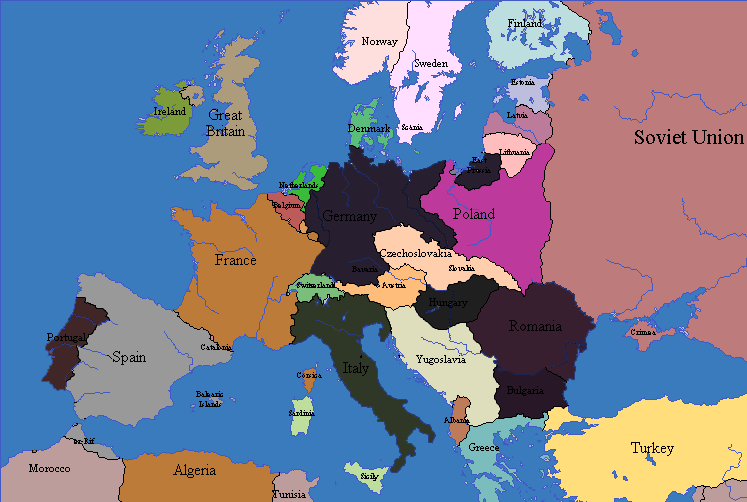 Finland
Norway
Sweden
Estonia
Ireland
Great
Britain
Latvia
Denmark
Scania
Soviet Union
Lithuania
East
Prussia
Netherlands
Belgium
Germany
Poland
Czechoslovakia
France
Bavaria
Slovakia
Switzerland
Austria
Hungary
Romania
Crimea
Portugal
Catalonia
Spain
Yugoslavia
Italy
Corsica
Bulgaria
Balearic
Islands
Sardinia
Albania
er-Rif
Greece
Turkey
Morocco
Algeria
Sicily
Tunisia